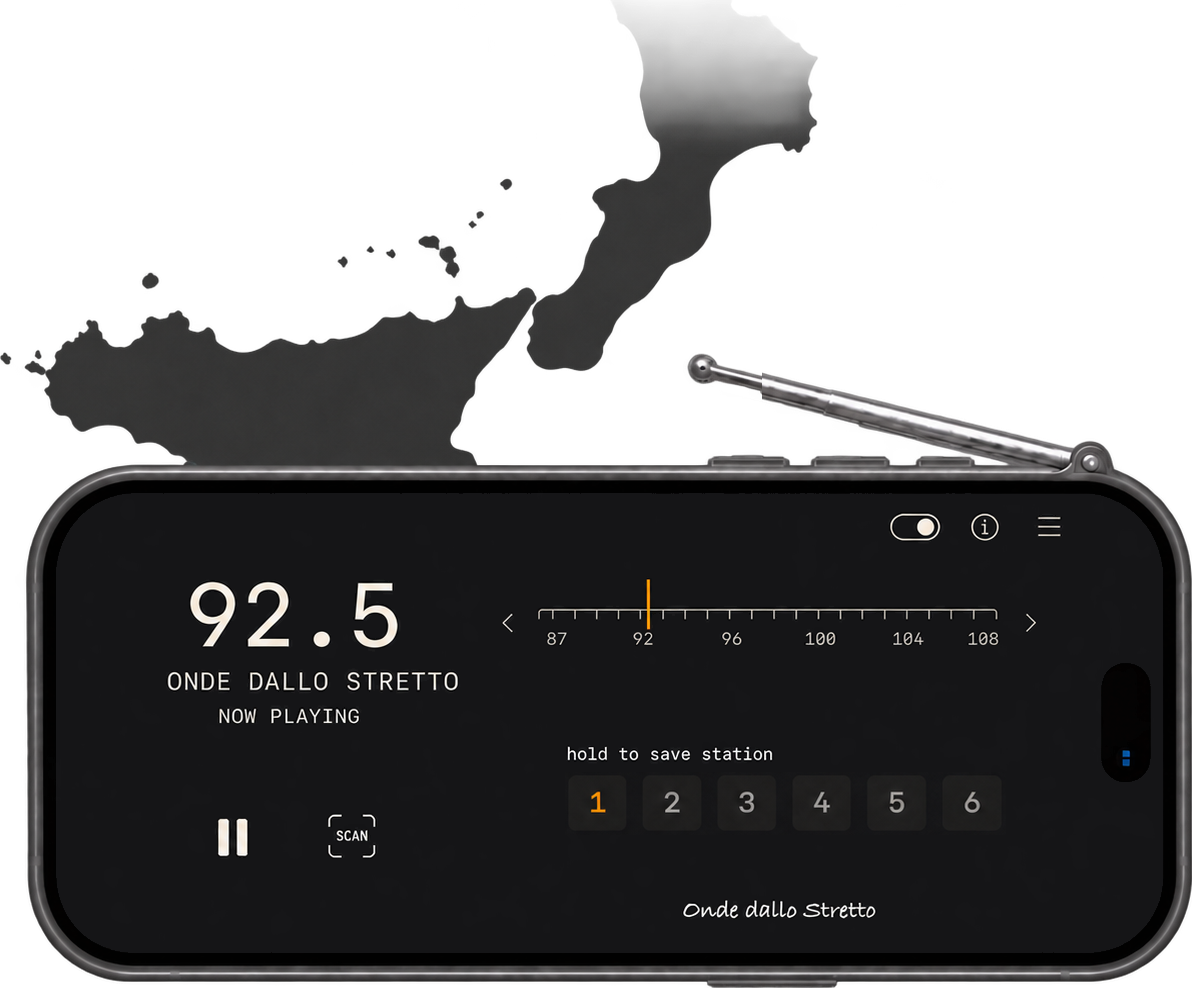 92.5
ONDE DALLO STRETTO
NOW PLAYING
SCAN
87 92 96 100 104 108
hold to save station
1 2 3 4 5 6
Onde dallo Stretto